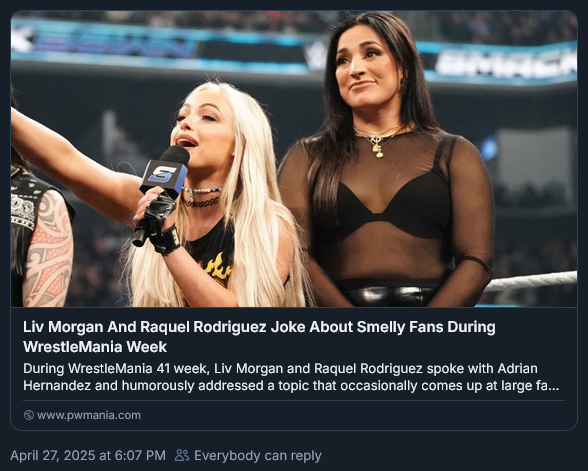 SMACK
S
Liv Morgan And Raquel Rodriguez Joke About Smelly Fans During
WrestleMania Week
During WrestleMania 41 week, Liv Morgan and Raquel Rodriguez spoke with Adrian
Hernandez and humorously addressed a topic that occasionally comes up at large fa...
www.pwmania.com
April 27, 2025 at 6:07 PM
Everybody can reply